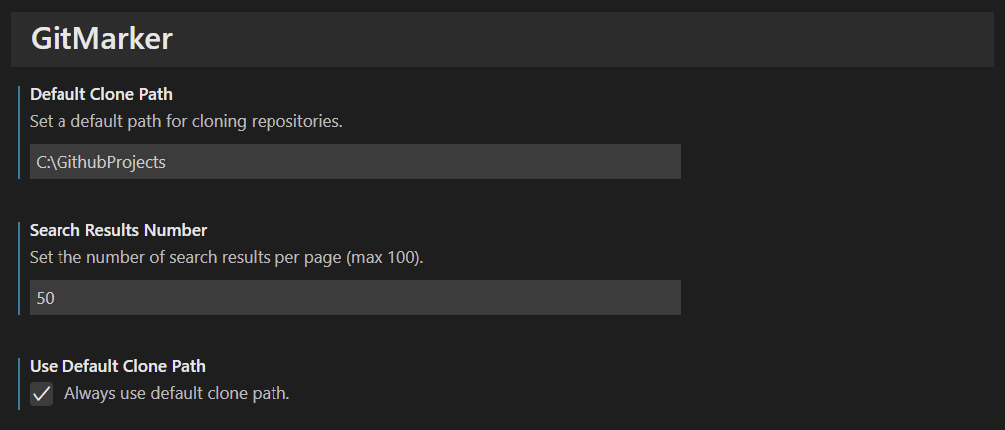 GitMarker
Default Clone Path
Set a default path for cloning repositories.
C:\GithubProjects
Search Results Number
Set the number of search results per page (max 100).
50
Use Default Clone Path
Always use default clone path.